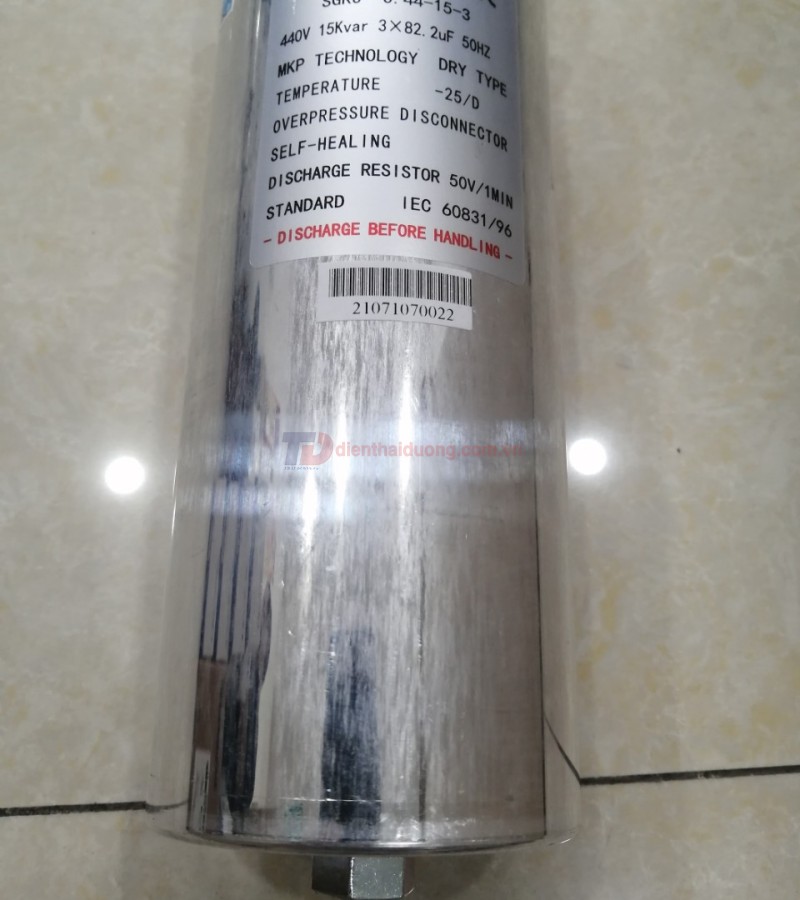 440V 15Kvar 3×82.2uF 50HZ
MKP TECHNOLOGY DRY TYPE
TEMPERATURE -25/D
OVERPRESSURE DISCONNECTOR
SELF-HEALING
DISCHARGE RESISTOR 50V/1MIN
STANDARD IEC 60831/96
- DISCHARGE BEFORE HANDLING -
21071070022
TD dienthaiduong.com.vn